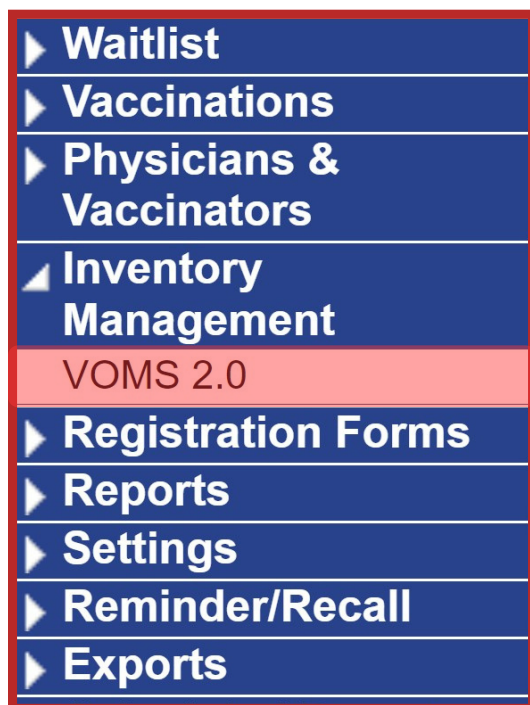 Waitlist
Vaccinations
Physicians &
Vaccinators
Inventory
Management
VOMS 2.0
Registration Forms
Reports
Settings
Reminder/Recall
Exports